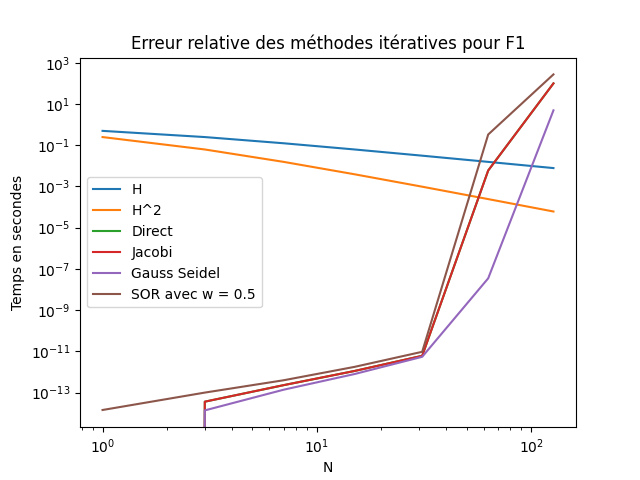 Erreur relative des méthodes itératives pour F1
Temps en secondes
10^3
10^1
10^-1
10^-3
10^-5
10^-7
10^-9
10^-11
10^-13
H
H^2
Direct
Jacobi
Gauss Seidel
SOR avec w = 0.5
10^0
10^1
10^2
N